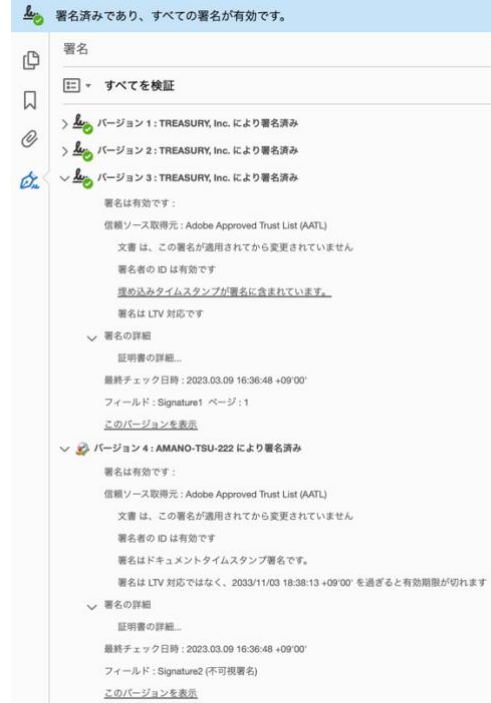 署名済みであり、すべての署名が有効です。
署名
すべてを検証
バージョン 1 : TREASURY, Inc. により署名済み
バージョン 2 : TREASURY, Inc. により署名済み
バージョン 3 : TREASURY, Inc. により署名済み
署名は有効です :
信頼ソース取得元 : Adobe Approved Trust List (AATL)
文書 は、この署名が適用されてから変更されていません
署名者の ID は有効です
埋め込みタイムスタンプが署名に含まれています。
署名は LTV 対応です
署名の詳細
証明書の詳細...
最終チェック日時 : 2023.03.09 16:36:48 +09'00'
フィールド : Signature1 ページ : 1
このバージョンを表示
バージョン 4 : AMANO-TSU-222 により署名済み
署名は有効です :
信頼ソース取得元 : Adobe Approved Trust List (AATL)
文書 は、この署名が適用されてから変更されていません
署名者の ID は有効です
署名はドキュメントタイムスタンプ署名です。
署名は LTV 対応ではなく、2033/11/03 18:38:13 +09'00' を過ぎると有効期限が切れます
署名の詳細
証明書の詳細...
最終チェック日時 : 2023.03.09 16:36:48 +09'00'
フィールド : Signature2 (不可視署名)
このバージョンを表示